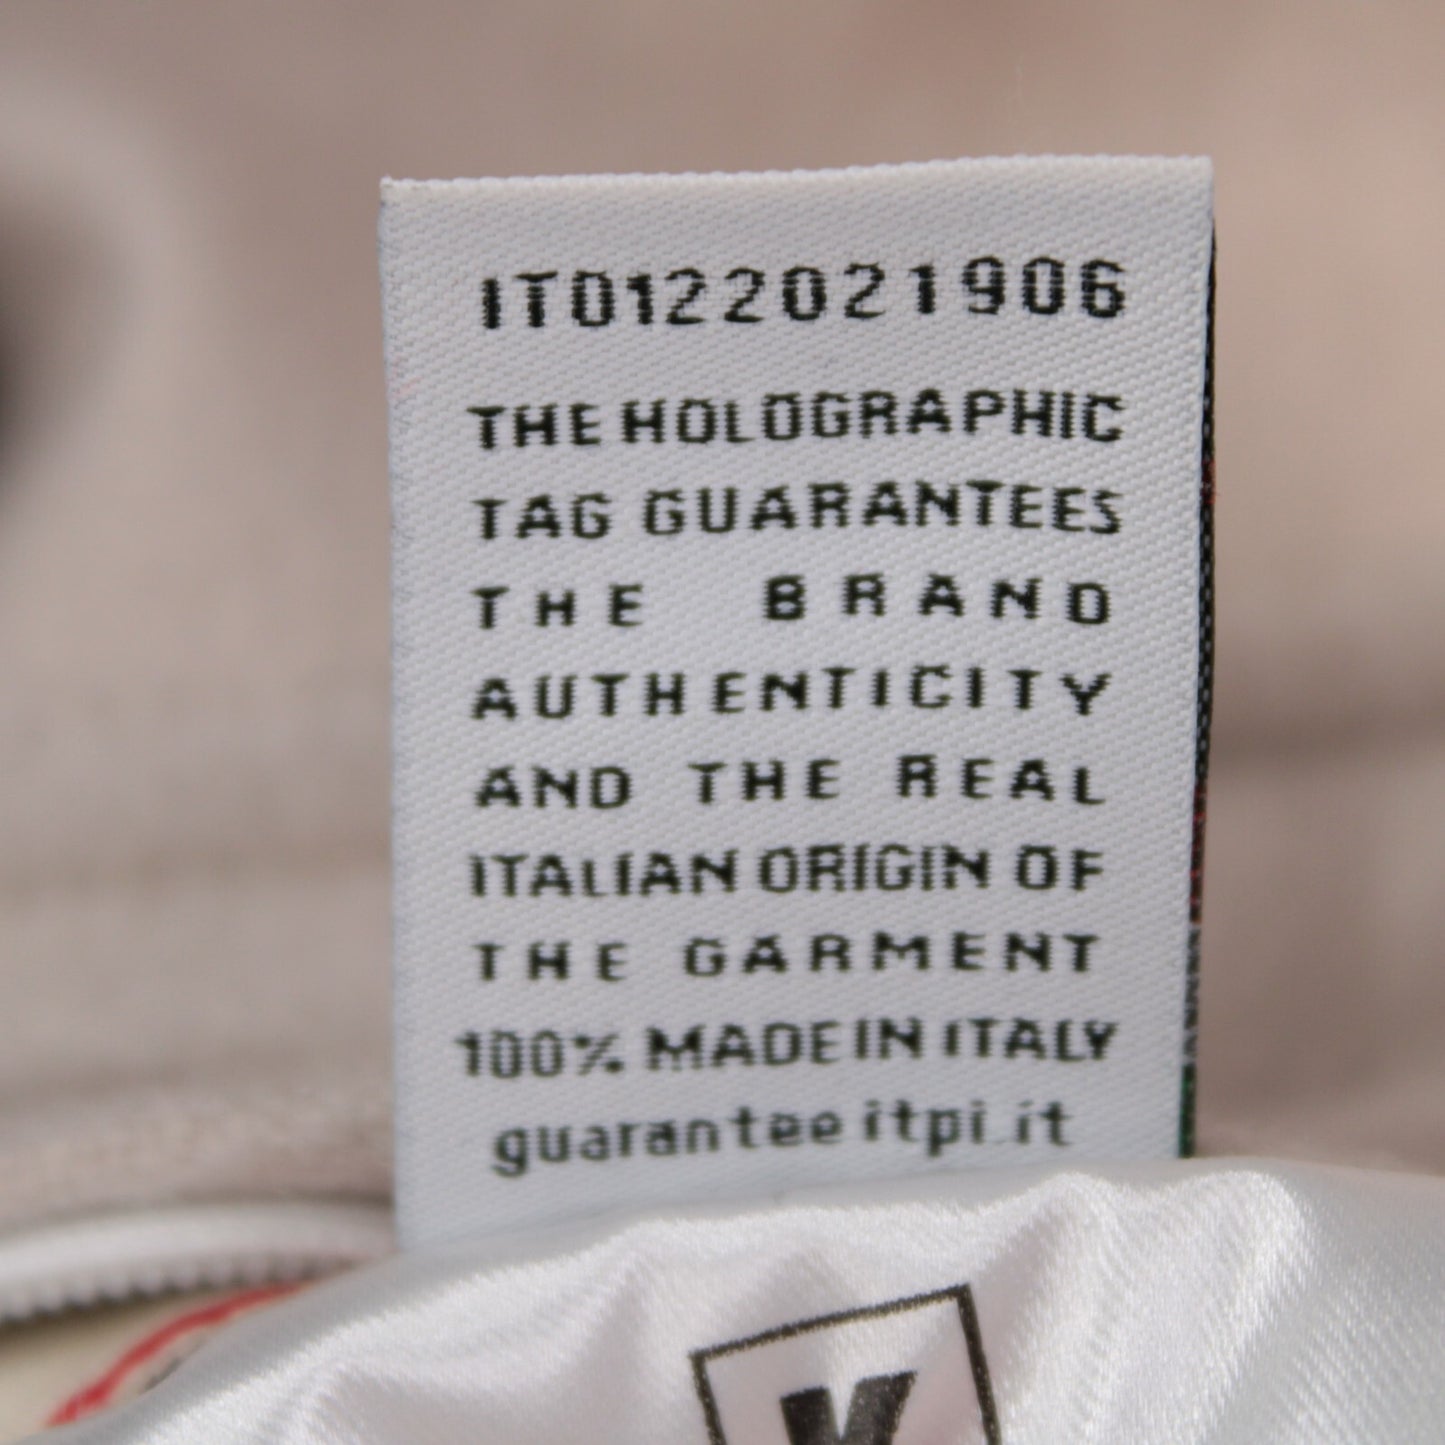 IT0122021906
THE HOLOGRAPHIC
TAG GUARANTEES
THE BRAND
AUTHENTICITY
AND THE REAL
ITALIAN ORIGIN OF
THE GARMENT
100% MADE IN ITALY
guarantee itpi.it
K